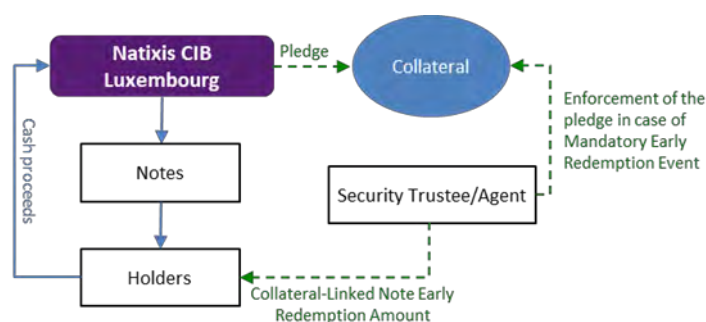 Natixis CIB
Luxembourg
Pledge
Collateral
Cash proceeds
Enforcement of the
pledge in case of
Mandatory Early
Redemption Event
Notes
Security Trustee/Agent
Holders
Collateral-Linked Note Early
Redemption Amount